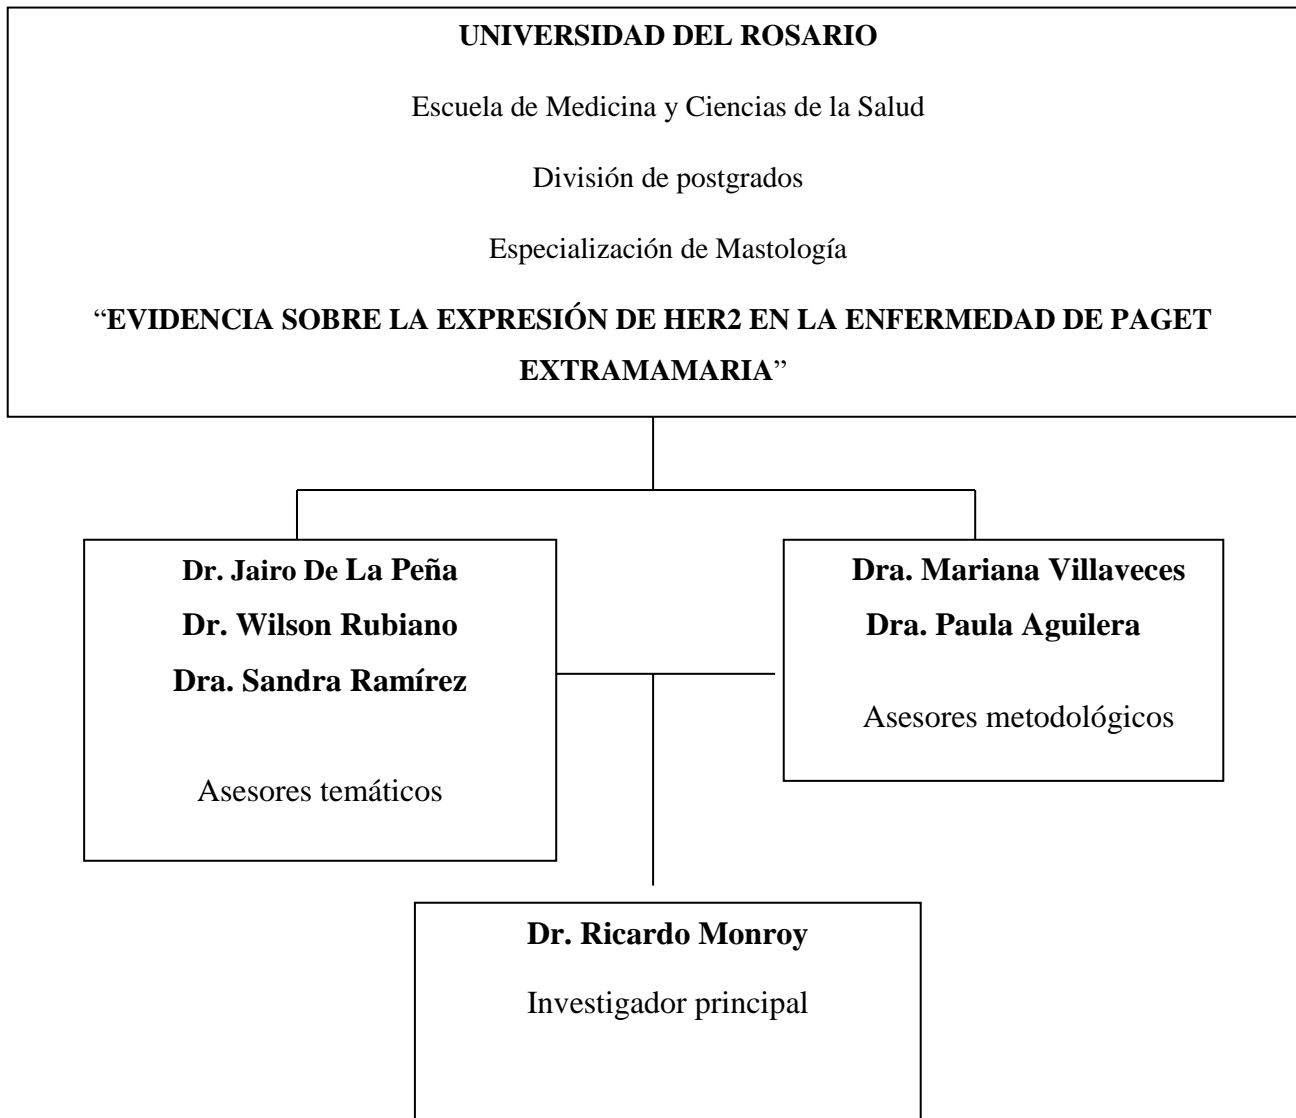 UNIVERSIDAD DEL ROSARIO
Escuela de Medicina y Ciencias de la Salud
División de postgrados
Especialización de Mastología
“EVIDENCIA SOBRE LA EXPRESIÓN DE HER2 EN LA ENFERMEDAD DE PAGET
EXTRAMAMARIA”
Dr. Jairo De La Peña
Dr. Wilson Rubiano
Dra. Sandra Ramírez
Asesores temáticos
Dra. Mariana Villaveces
Dra. Paula Aguilera
Asesores metodológicos
Dr. Ricardo Monroy
Investigador principal